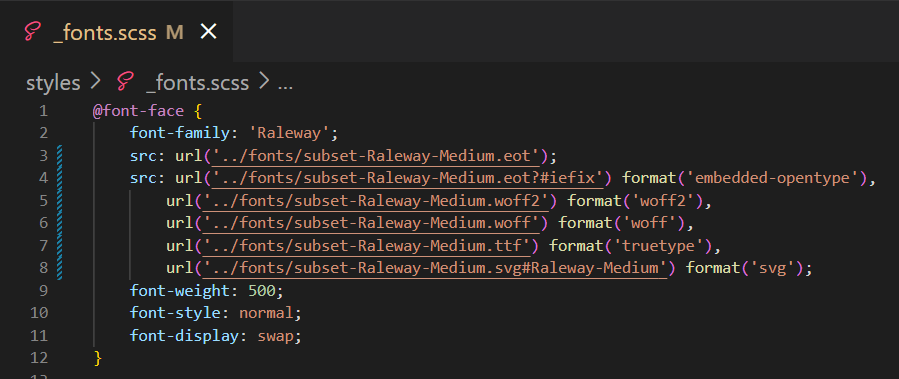 _fonts.scss M ×
styles > _fonts.scss > ...
1 @font-face {
2 font-family: 'Raleway';
3 src: url('../fonts/subset-Raleway-Medium.eot');
4 src: url('../fonts/subset-Raleway-Medium.eot?#iefix') format('embedded-opentype'),
5 url('../fonts/subset-Raleway-Medium.woff2') format('woff2'),
6 url('../fonts/subset-Raleway-Medium.woff') format('woff'),
7 url('../fonts/subset-Raleway-Medium.ttf') format('truetype'),
8 url('../fonts/subset-Raleway-Medium.svg#Raleway-Medium') format('svg');
9 font-weight: 500;
10 font-style: normal;
11 font-display: swap;
12 }
13